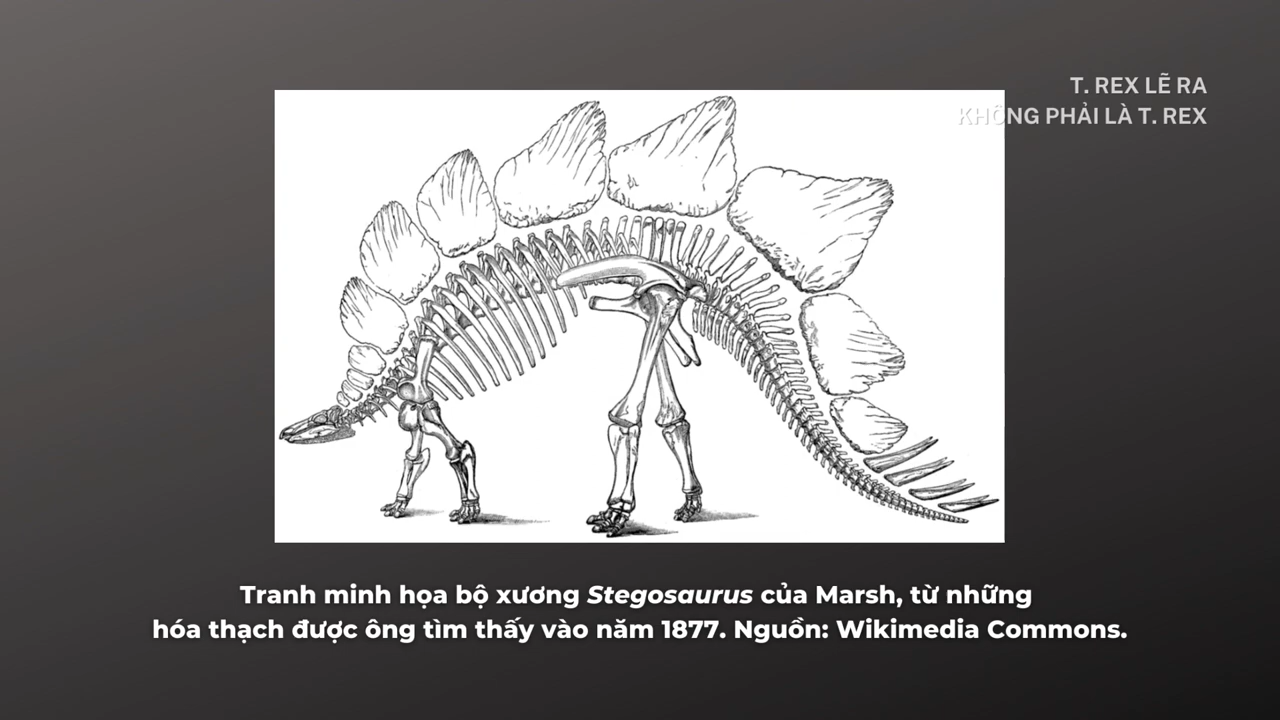 T. REX LẼ RA
KHÔNG PHẢI LÀ T. REX
Tranh minh họa bộ xương Stegosaurus của Marsh, từ những
hóa thạch được ông tìm thấy vào năm 1877. Nguồn: Wikimedia Commons.